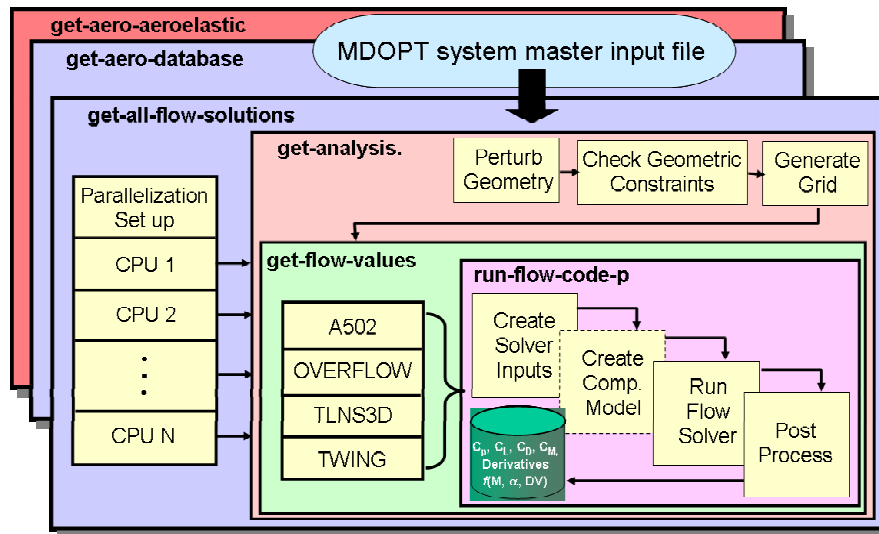 get-aero-aeroelastic
MDOPT system master input file
get-aero-database
get-all-flow-solutions
get-analysis.
Perturb
Geometry
Check Geometric
Constraints
Generate
Grid
Parallelization
Set up
CPU 1
CPU 2
CPU N
get-flow-values
A502
OVERFLOW
TLNS3D
TWING
run-flow-code-p
Create
Solver
Inputs
Create
Comp.
Model
Run
Flow
Solver
Post
Process
Cp, CL, CD, CM,
Derivatives
f(M, α, DV)